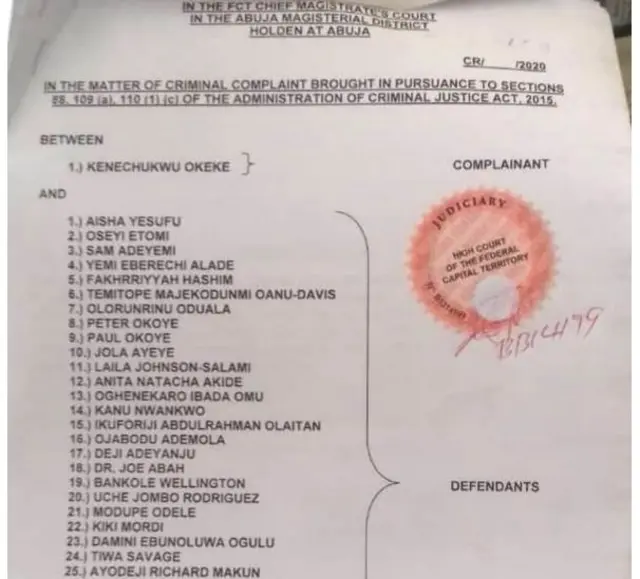 IN THE FCT CHIEF MAGISTRATE'S COURT
IN THE ABUJA MAGISTERIAL DISTRICT
HOLDEN AT ABUJA
CR/ /2020
IN THE MATTER OF CRIMINAL COMPLAINT BROUGHT IN PURSUANCE TO SECTIONS
88, 109 (a), 110 (1) (c) OF THE ADMINISTRATION OF CRIMINAL JUSTICE ACT, 2015.
BETWEEN
1.) KENECHUKWU OKEKE } COMPLAINANT
AND
1.) AISHA YESUFU
2.) OSEYI ETOMI
3.) SAM ADEYEMI
4.) YEMI EBERECHI ALADE
5.) FAKHRRIYYAH HASHIM
6.) TEMITOPE MAJEKODUNMI OANU-DAVIS
7.) OLORUNRINU ODUALA
8.) PETER OKOYE
9.) PAUL OKOYE
10.) JOLA AYEYE
11.) LAILA JOHNSON-SALAMI
12.) ANITA NATACHA AKIDE
13.) OGHENEKARO IBADA OMU
14.) KANU NWANKWO
15.) IKUFORIJI ABDULRAHMAN OLAITAN
16.) OJABODU ADEMOLA
17.) DEJI ADEYANJU
18.) DR. JOE ABAH
19.) BANKOLE WELLINGTON
20.) UCHE JOMBO RODRIGUEZ
21.) MODUPE ODELE
22.) KIKI MORDI
23.) DAMINI EBUNOLUWA OGULU
24.) TIWA SAVAGE
25.) AYODEJI RICHARD MAKUN
DEFENDANTS
JUDICIARY
HIGH COURT
OF THE FEDERAL
CAPITAL TERRITORY